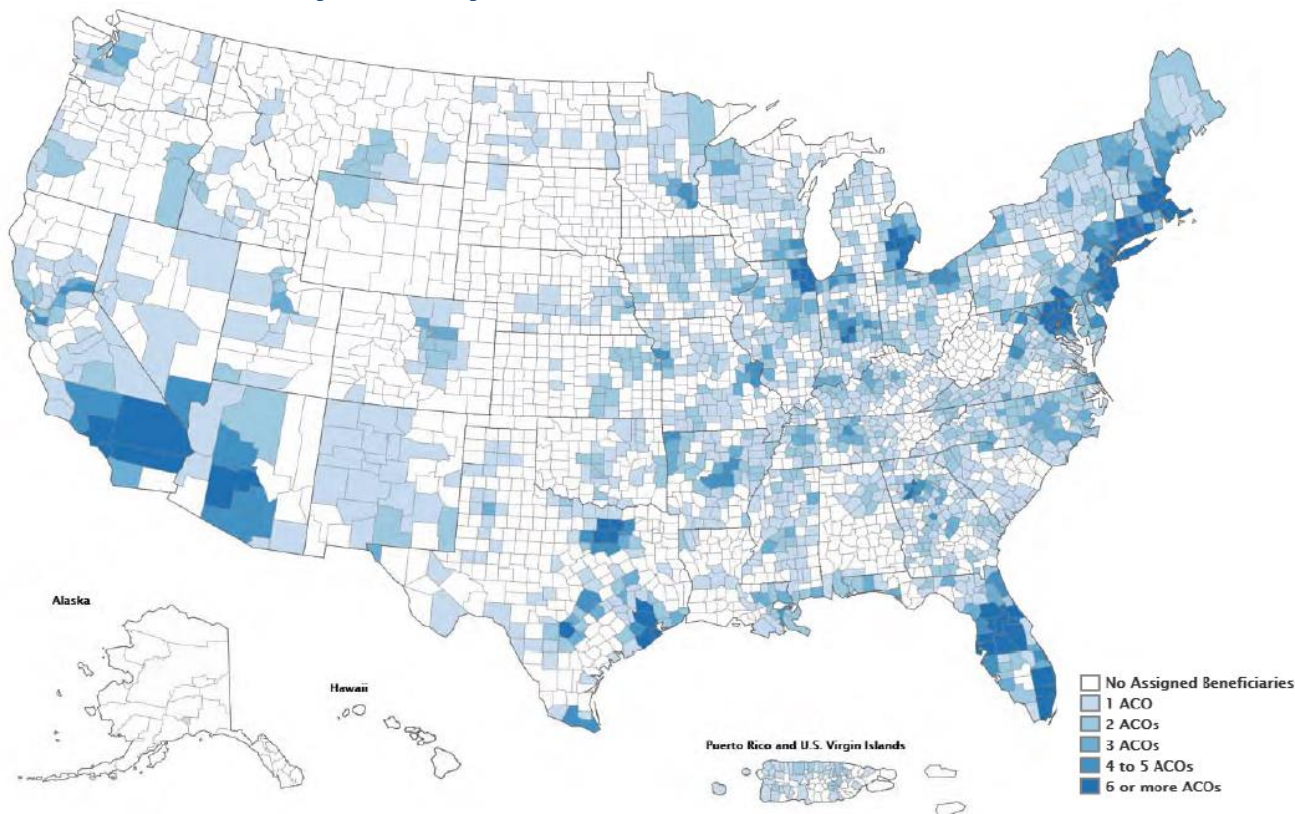 Alaska
Hawaii
Puerto Rico and U.S. Virgin Islands
No Assigned Beneficiaries
1 ACO
2 ACOs
3 ACOs
4 to 5 ACOs
6 or more ACOs